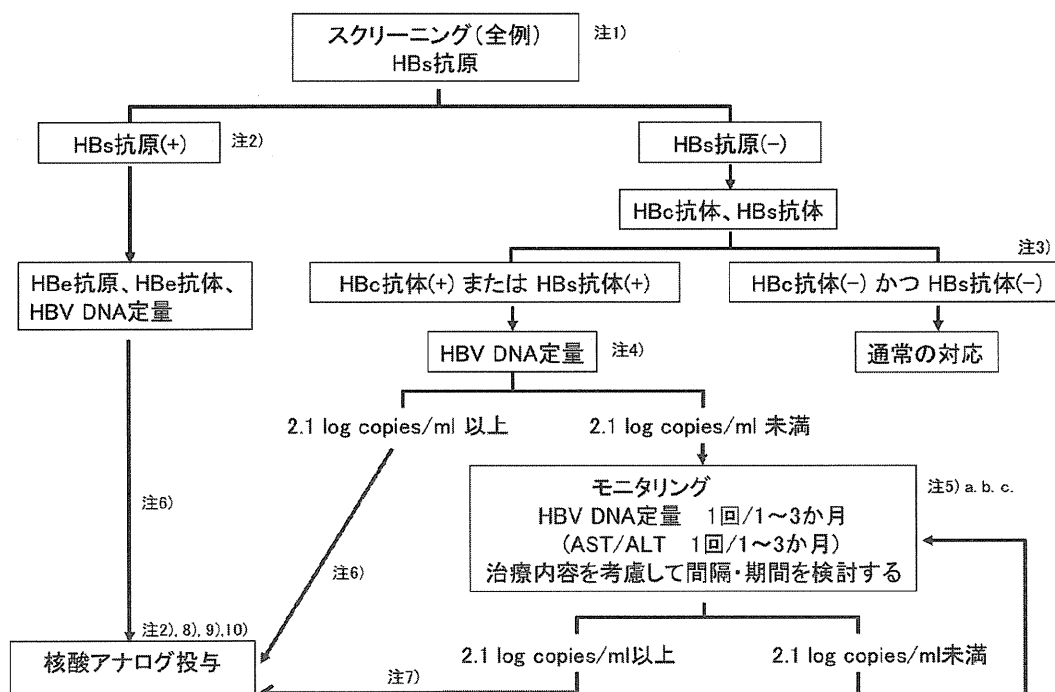 スクリーニング(全例)
HBs抗原
注1)
HBs抗原(+)
注2)
HBs抗原(-)
HBc抗体、HBs抗体
注3)
HBe抗原、HBe抗体、
HBV DNA定量
HBc抗体(+) または HBs抗体(+)
HBc抗体(-) かつ HBs抗体(-)
HBV DNA定量
注4)
通常の対応
2.1 log copies/ml 以上
2.1 log copies/ml 未満
モニタリング
HBV DNA定量 1回/1~3か月
(AST/ALT 1回/1~3か月)
治療内容を考慮して間隔・期間を検討する
注5) a. b. c.
注6)
注6)
注2), 8), 9),10)
核酸アナログ投与
注7)
2.1 log copies/ml以上
2.1 log copies/ml未満